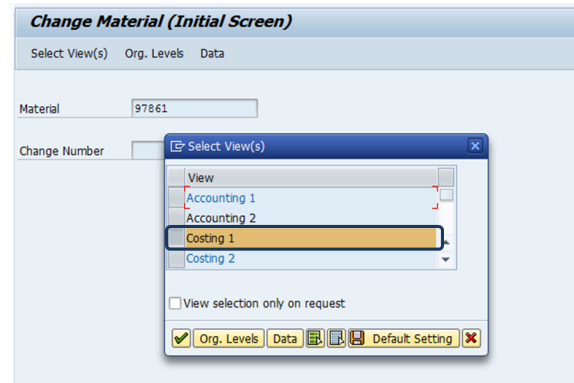 Change Material (Initial Screen)
Select View(s) Org. Levels Data
Material 97861
Change Number
Select View(s)
View
Accounting 1
Accounting 2
Costing 1
Costing 2
View selection only on request
Org. Levels Data Default Setting